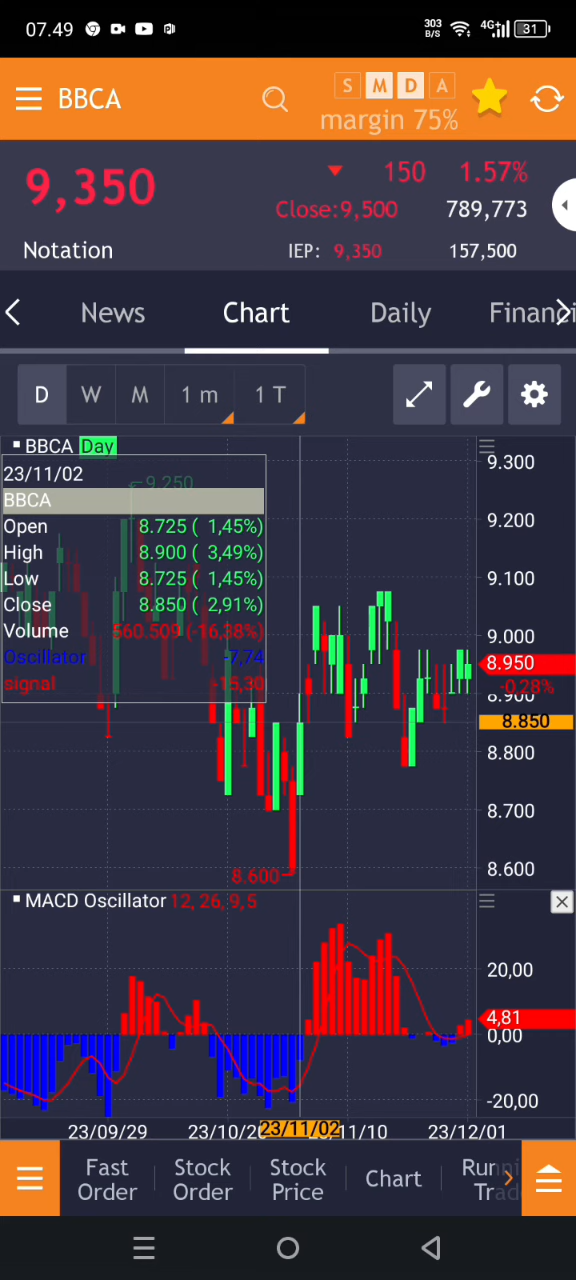 07.49
303 B/S 4G+ 31
BBCA
S M D A
margin 75%
9,350
150 1.57%
Close:9,500 789,773
Notation IEP: 9,350 157,500
News Chart Daily Financi
D W M 1 m 1 T
BBCA Day
23/11/02
BBCA
Open 8.725 ( 1,45%)
High 8.900 ( 3,49%)
Low 8.725 ( 1,45%)
Close 8.850 ( 2,91%)
Volume 560.509 (-16,38%)
Oscillator -7,74
signal -15,30
9.250
8.600
9.300
9.200
9.100
9.000
8.950
-0.28%
8.900
8.850
8.800
8.700
8.600
MACD Oscillator 12, 26, 9, 5
20,00
4,81
0,00
-20,00
23/09/29 23/10/2 23/11/02 11/10 23/12/01
Fast Order
Stock Order
Stock Price
Chart